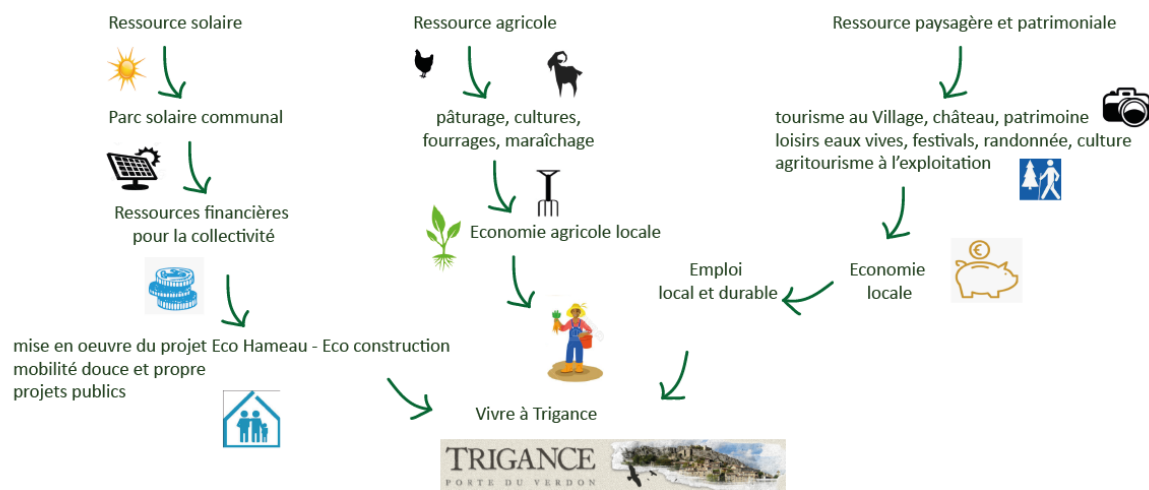 Ressource solaire
Ressource agricole
Ressource paysagère et patrimoniale
Parc solaire communal
pâturage, cultures,
fourrages, maraîchage
tourisme au Village, château, patrimoine
loisirs eaux vives, festivals, randonnée, culture
agritourisme à l'exploitation
Ressources financières
pour la collectivité
Economie agricole locale
Emploi
local et durable
Economie
locale
mise en oeuvre du projet Eco Hameau - Eco construction
mobilité douce et propre
projets publics
Vivre à Trigance
TRIGANCE
PORTE DU VERDON